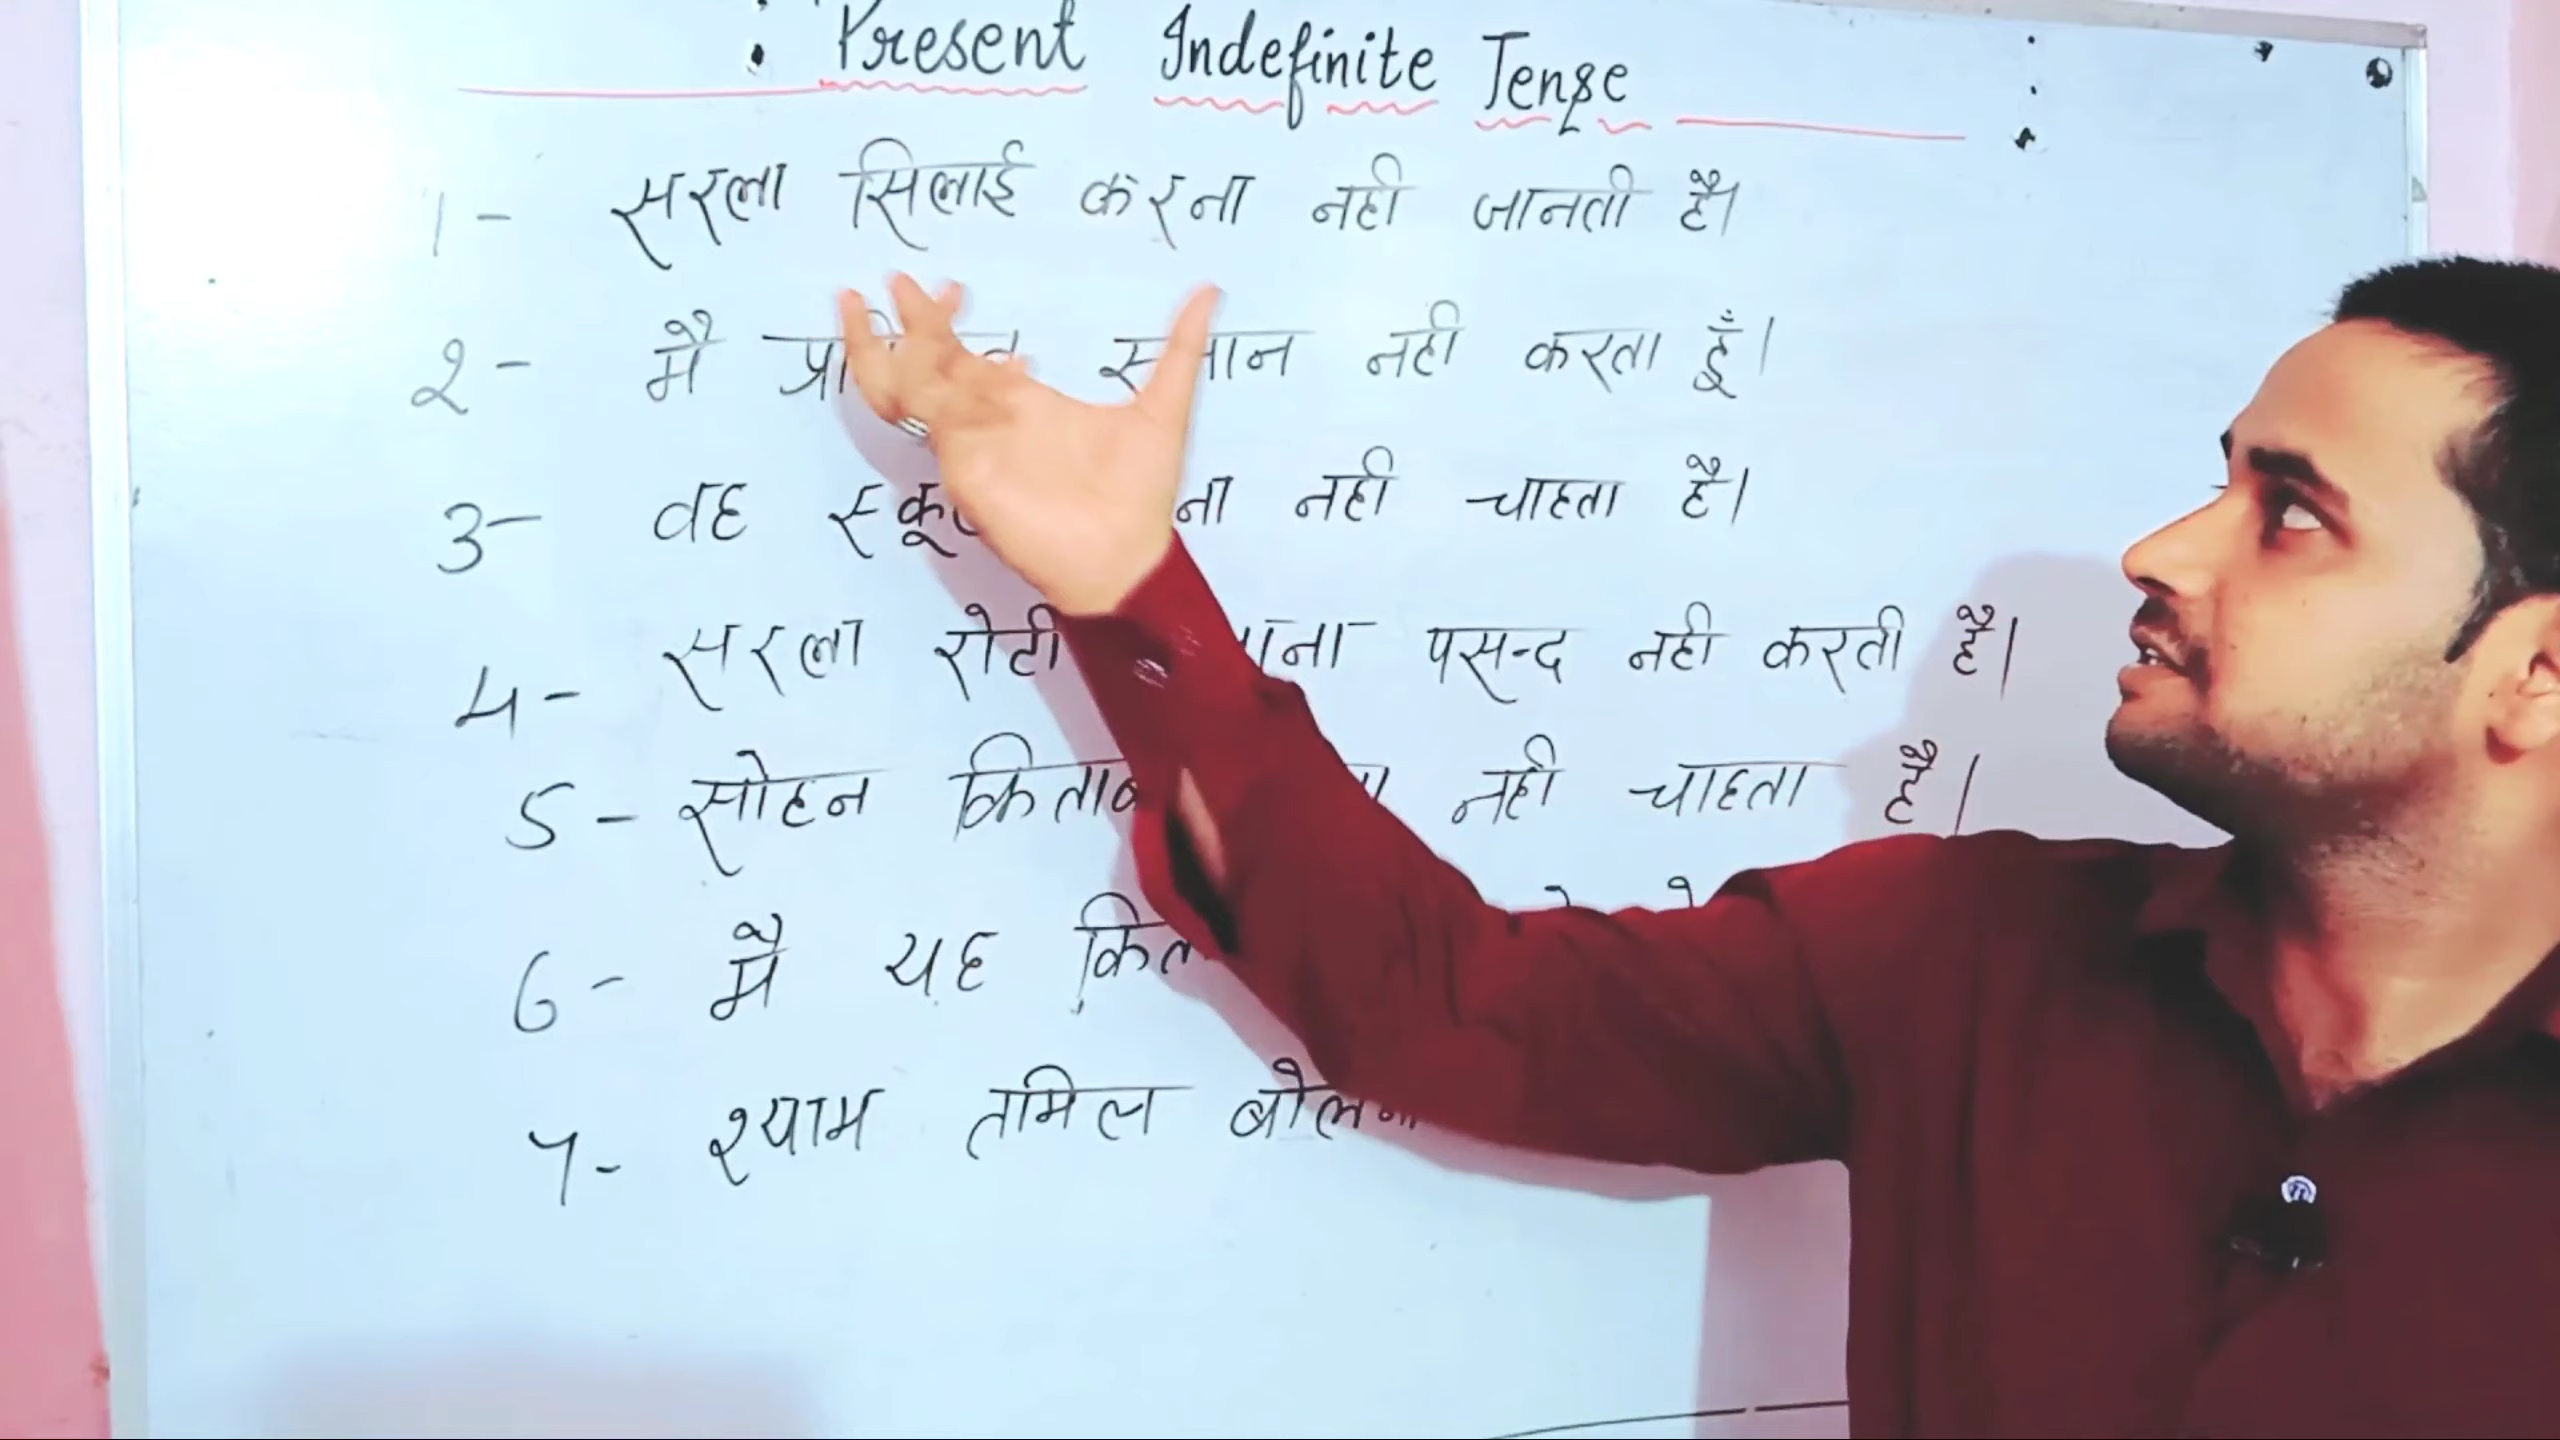 : Present Indefinite Tense :
1- सरला सिलाई करना नही जानती है।
2- मै स्नान नही करता हूँ।
3- वह नही चाहता है।
4- सरला रोटी पसन्द नही करती है।
5- सोहन किताब नही चाहता है।
6- मै यह
7- श्याम तमिल बोलना